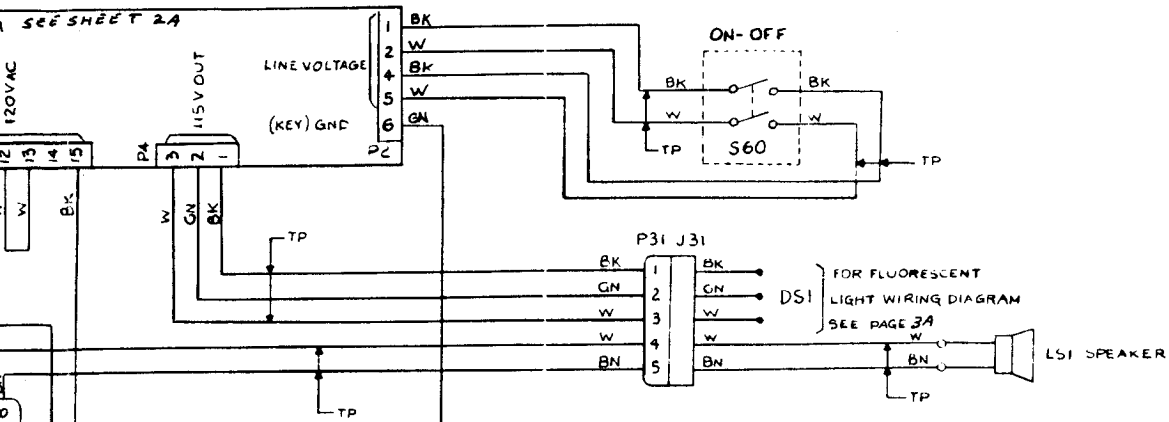 SEE SHEET 2A
120VAC
115V OUT
LINE VOLTAGE
(KEY) GND
1 BK
2 W
4 BK
5 W
6 GN
ON-OFF
BK BK
W W
S60
TP
TP
12 13 14 15
P4
3 2 1
W
BK
W
GN
BK
TP
P31 J31
BK 1 BK
GN 2 GN
W 3 W
W 4 W
BN 5 BN
DS1
FOR FLUORESCENT
LIGHT WIRING DIAGRAM
SEE PAGE 3A
W
BN
LS1 SPEAKER
TP
TP